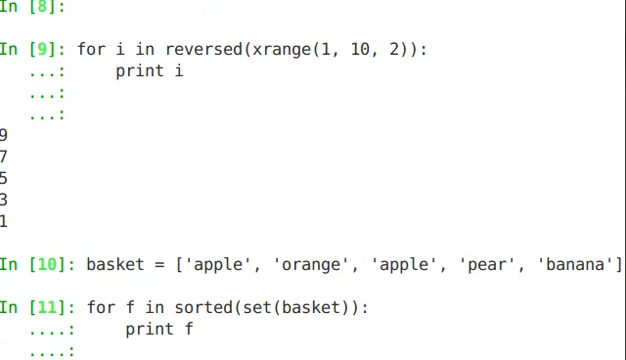 In [8]:
In [9]: for i in reversed(xrange(1, 10, 2)):
...:     print i
...:
...:
9
7
5
3
1
In [10]: basket = ['apple', 'orange', 'apple', 'pear', 'banana']
In [11]: for f in sorted(set(basket)):
....:     print f
....: